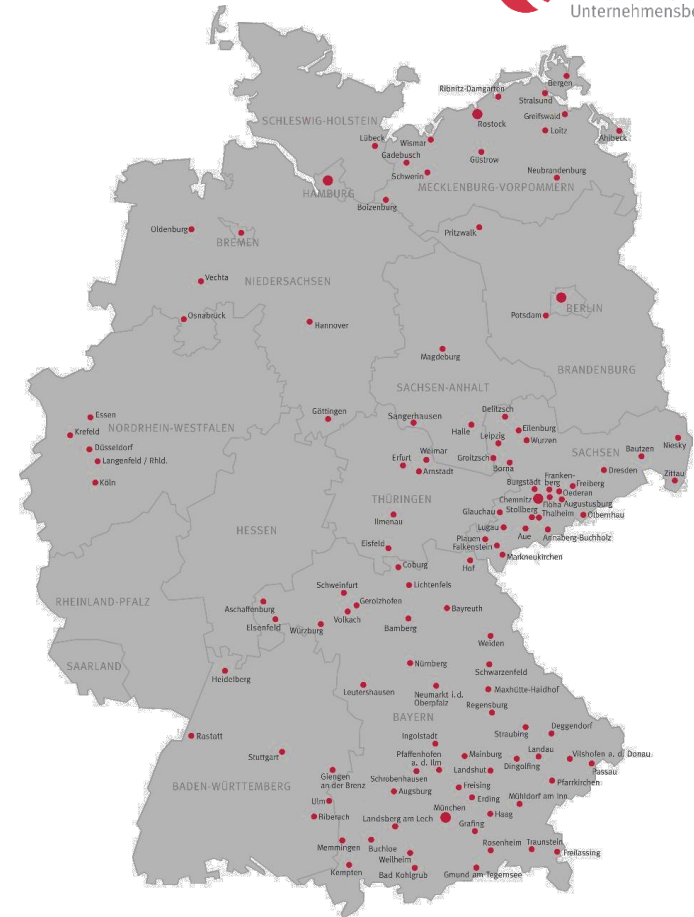 Unternehmensbe
Bergen
Ribnitz-Damgarten
Stralsund
SCHLESWIG-HOLSTEIN
Rostock
Greifswald
Loitz
Ahlbeck
Lübeck
Wismar
Gadebusch
Güstrow
Schwerin
Neubrandenburg
MECKLENBURG-VORPOMMERN
HAMBURG
Boizenburg
Oldenburg
BREMEN
Pritzwalk
Vechta
NIEDERSACHSEN
BERLIN
Osnabrück
Hannover
Potsdam
Magdeburg
BRANDENBURG
SACHSEN-ANHALT
Essen
Göttingen
Sangerhausen
Delitzsch
NORDRHEIN-WESTFALEN
Krefeld
Halle
Eilenburg
Leipzig
Wurzen
Niesky
Düsseldorf
Langenfeld / Rhld.
Weimar
Erfurt
Arnstadt
Groitzsch
Borna
SACHSEN
Bautzen
Dresden
Zittau
Köln
Burgstädt
Franken-
berg
Freiberg
Oederan
THÜRINGEN
Chemnitz
Flöha
Augustusburg
Glauchau
Stollberg
Thalheim
Olbernhau
Ilmenau
Lugau
HESSEN
Plauen
Aue
Annaberg-Buchholz
Eisfeld
Falkenstein
Markneukirchen
Coburg
Hof
Schweinfurt
Lichtenfels
RHEINLAND-PFALZ
Aschaffenburg
Gerolzhofen
Bayreuth
Volkach
Elsenfeld
Würzburg
Bamberg
Weiden
SAARLAND
Nürnberg
Heidelberg
Schwarzenfeld
Leutershausen
Neumarkt i.d.
Oberpfalz
Maxhütte-Haidhof
Regensburg
BAYERN
Rastatt
Straubing
Deggendorf
Ingolstadt
Stuttgart
Pfaffenhofen
a. d. Ilm
Mainburg
Landau
Vilshofen a. d. Donau
Dingolfing
Passau
Giengen
an der Brenz
Schrobenhausen
Landshut
BADEN-WÜRTTEMBERG
Augsburg
Freising
Pfarrkirchen
Ulm
Erding
Mühldorf am Inn
München
Riberach
Landsberg am Lech
Haag
Grafing
Memmingen
Buchloe
Rosenheim
Traunstein
Weilheim
Freilassing
Kempten
Bad Kohlgrub
Gmund am Tegernsee